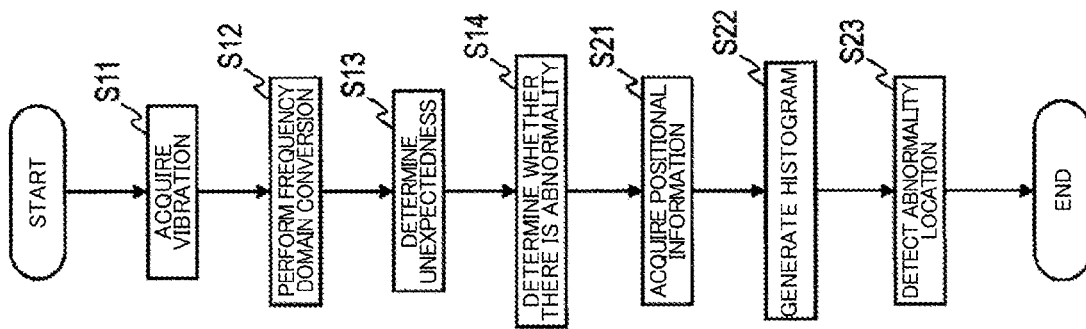 START
S11
ACQUIRE
VIBRATION
S12
PERFORM FREQUENCY
DOMAIN CONVERSION
S13
DETERMINE
UNEXPECTEDNESS
S14
DETERMINE WHETHER
THERE IS ABNORMALITY
S21
ACQUIRE POSITIONAL
INFORMATION
S22
GENERATE HISTOGRAM
S23
DETECT ABNORMALITY
LOCATION
END